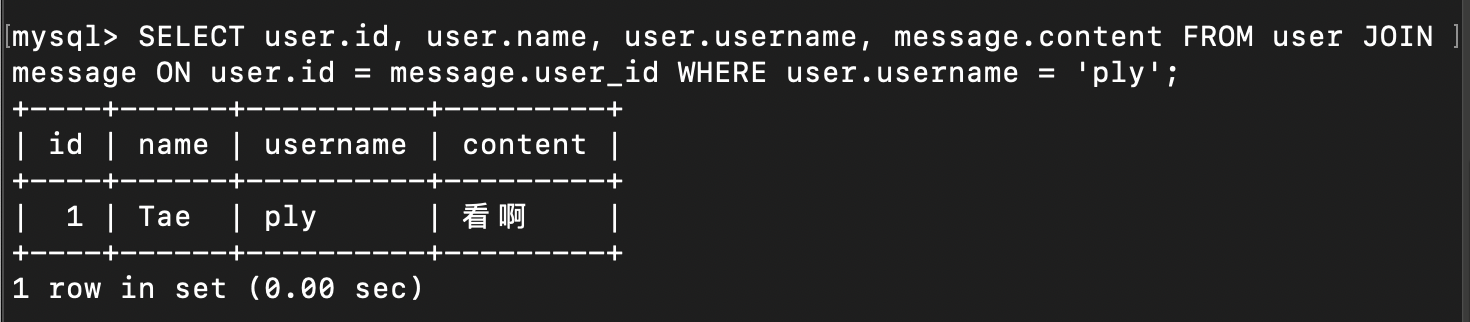 [mysql> SELECT user.id, user.name, user.username, message.content FROM user JOIN ]
message ON user.id = message.user_id WHERE user.username = 'ply';
+----+------+----------+---------+
| id | name | username | content |
+----+------+----------+---------+
|  1 | Tae  | ply      | 看啊    |
+----+------+----------+---------+
1 row in set (0.00 sec)